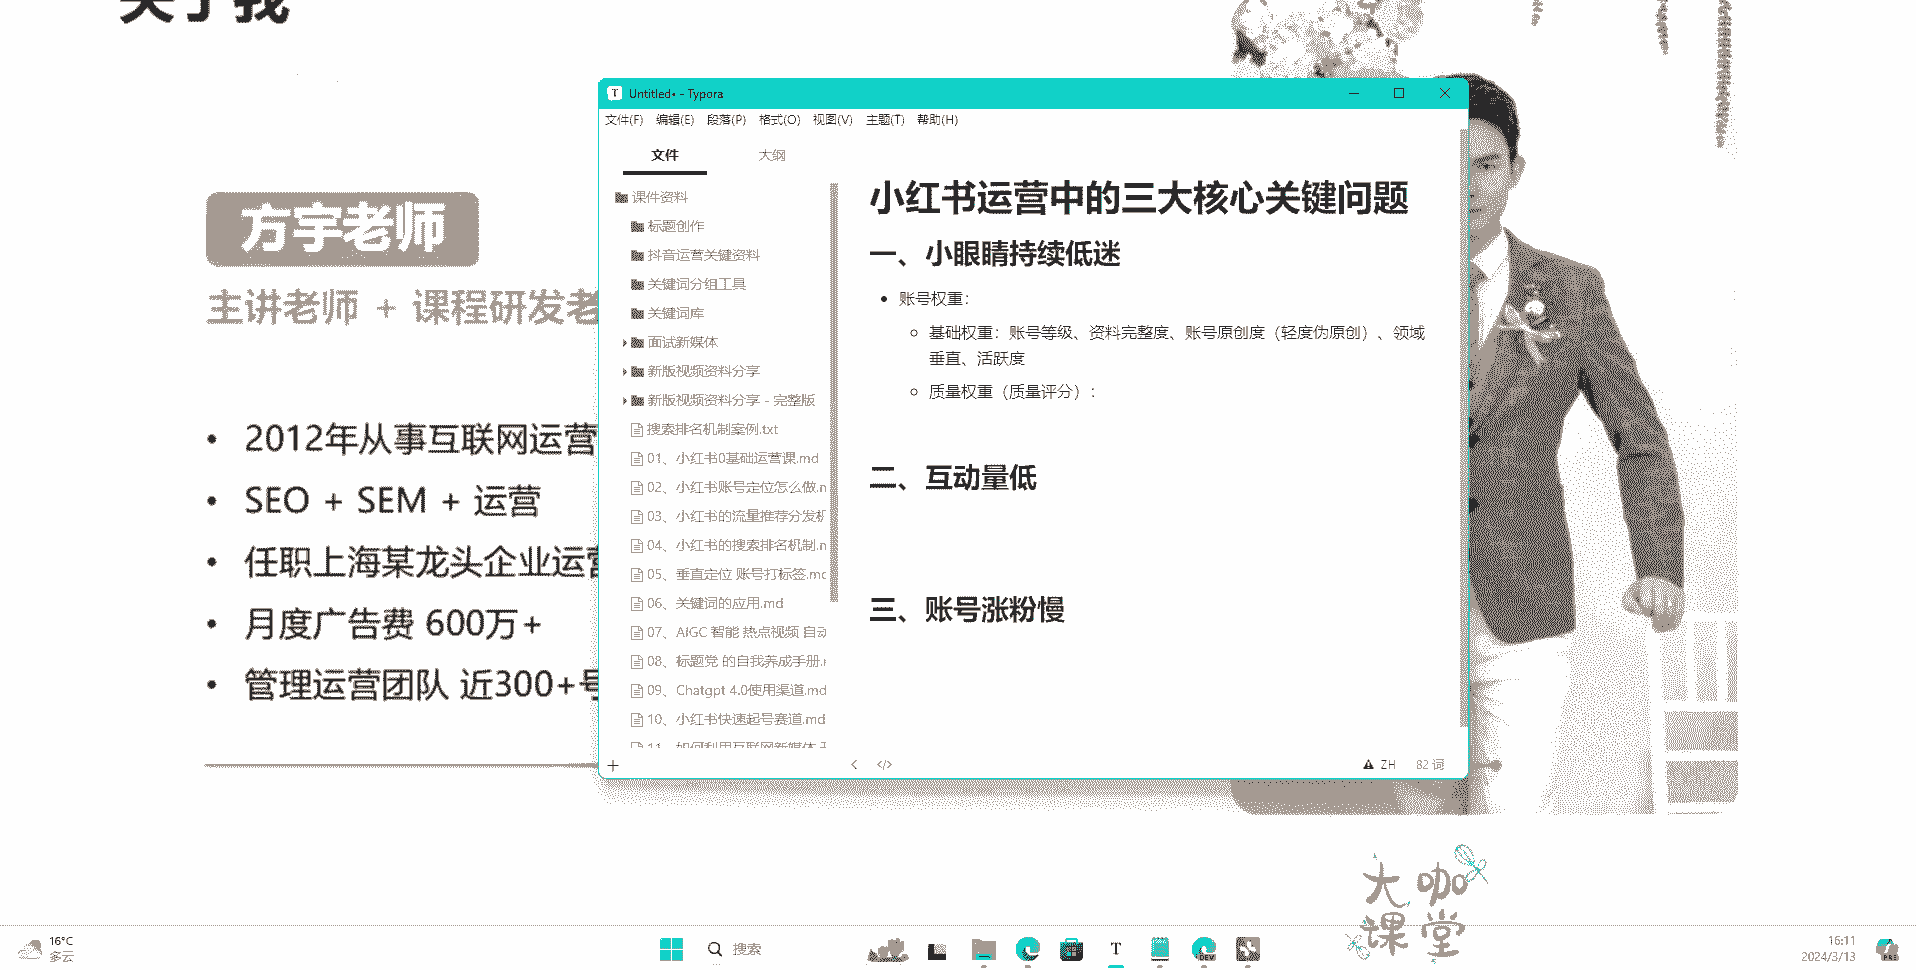 关于我
方宇老师
主讲老师 + 课程研发老
2012年从事互联网运营
SEO + SEM + 运营
任职上海某龙头企业运营
月度广告费 600万+
管理运营团队 近300+号
Untitled• - Typora
文件(F) 编辑(E) 段落(P) 格式(O) 视图(V) 主题(T) 帮助(H)
文件 大纲
课件资料
标题创作
抖音运营关键资料
关键词分组工具
关键词库
面试新媒体
新版视频资料分享
新版视频资料分享 - 完整版
搜索排名机制案例.txt
01、小红书0基础运营课.md
02、小红书账号定位怎么做.n
03、小红书的流量推荐分发机
04、小红书的搜索排名机制.n
05、垂直定位 账号打标签.mc
06、关键词的应用.md
07、AIGC 智能 热点视频 自动
08、标题党 的自我养成手册.r
09、Chatgpt 4.0使用渠道.md
10、小红书快速起号赛道.md
11、如何利用互联网新媒体
小红书运营中的三大核心关键问题
一、小眼睛持续低迷
账号权重：
基础权重：账号等级、资料完整度、账号原创度（轻度伪原创）、领域
垂直、活跃度
质量权重（质量评分）：
二、互动量低
三、账号涨粉慢
ZH 82 词
大咖
课堂
16°C
多云
搜索
16:11
2024/3/13